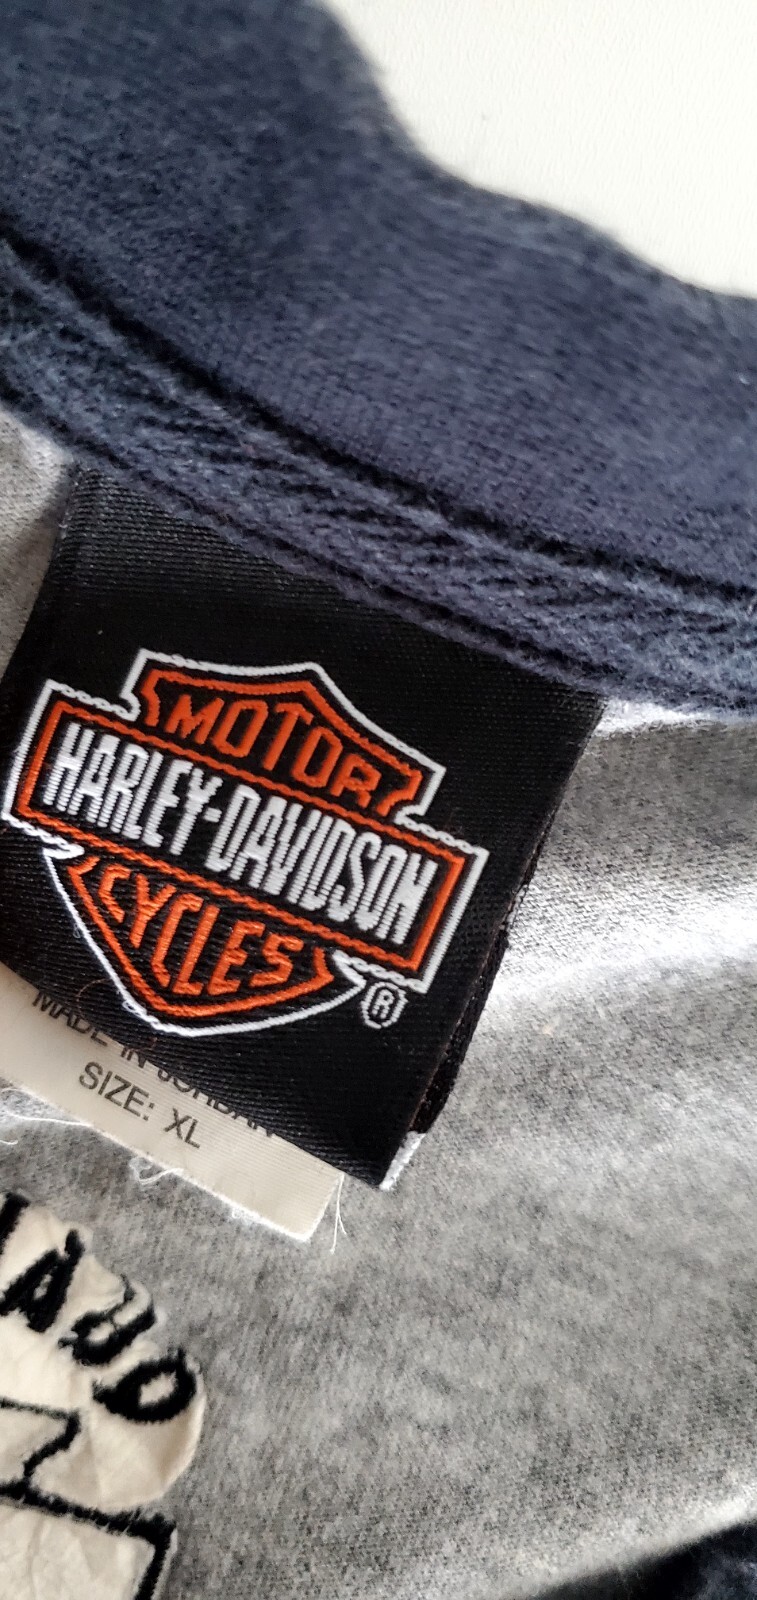 MOTOR
HARLEY-DAVIDSON
CYCLES
®
MADE IN JORDAN
SIZE: XL